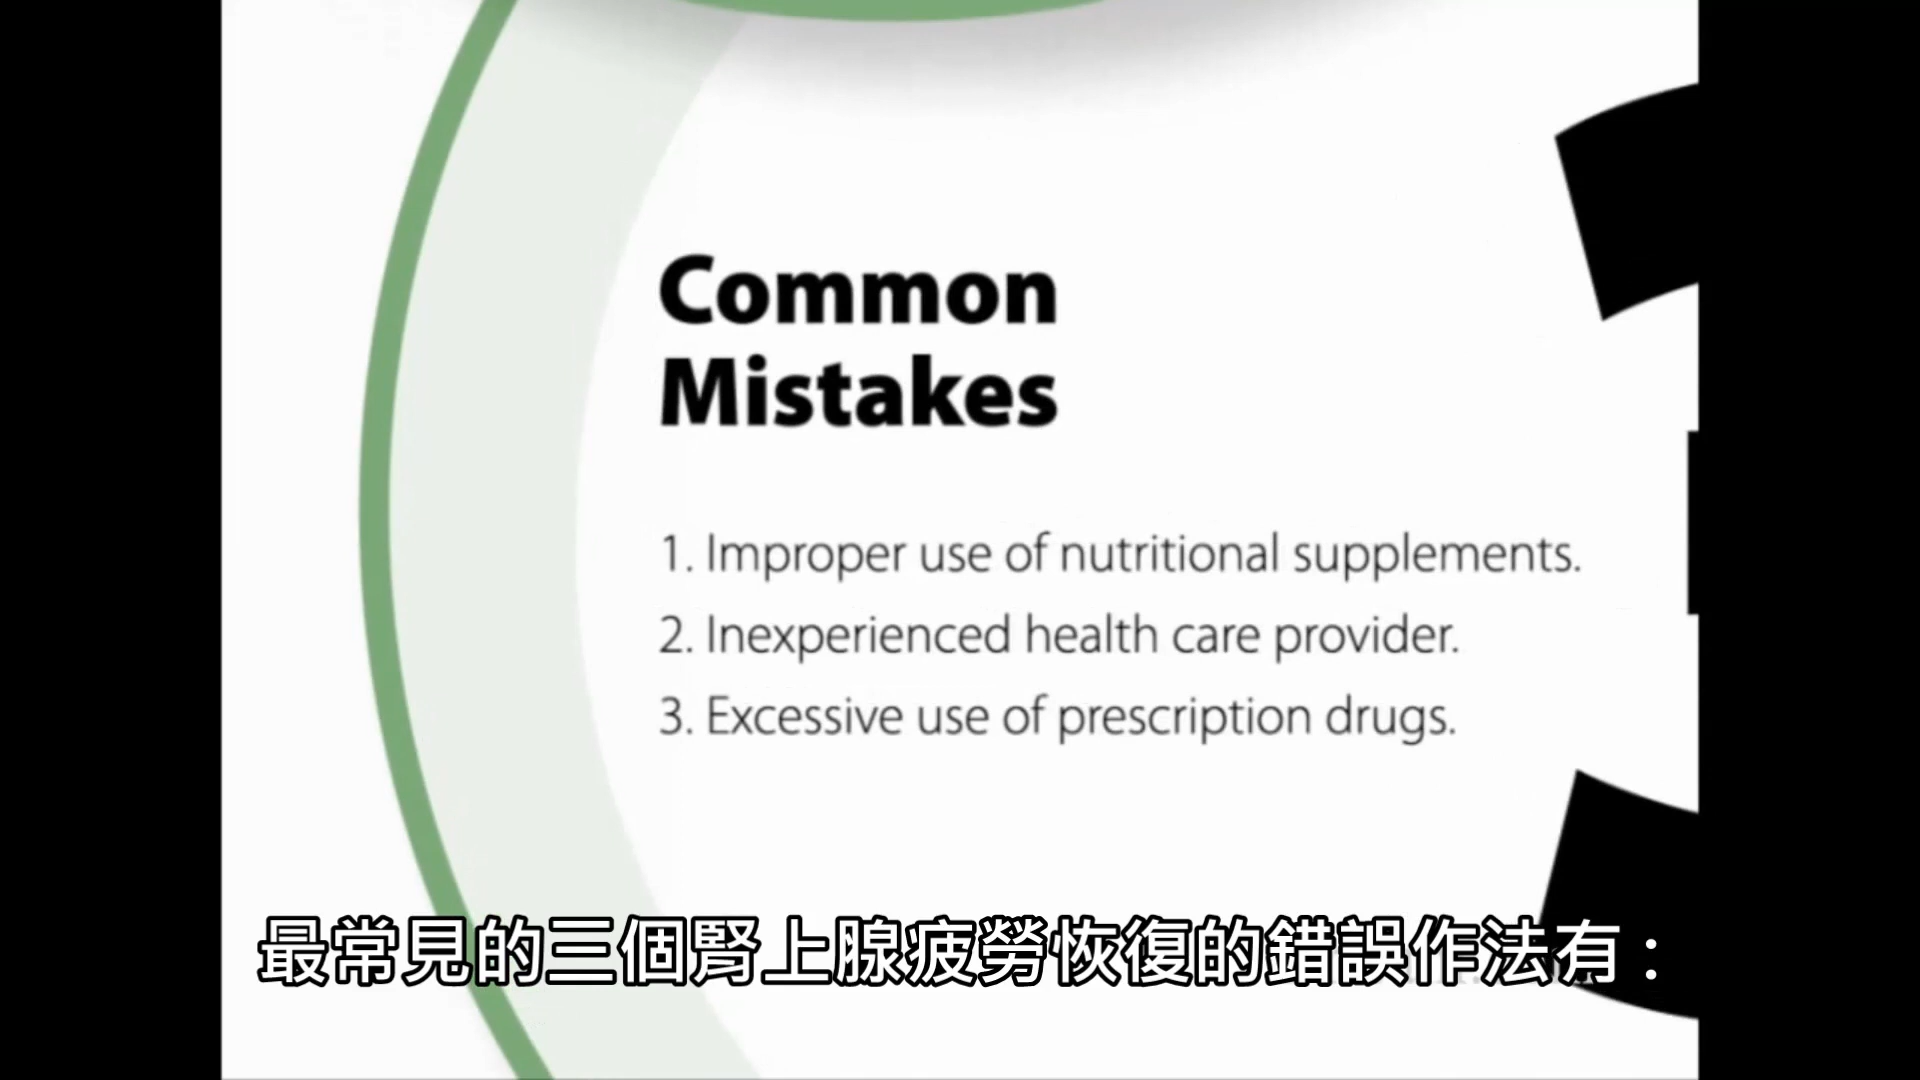 Common
Mistakes
1. Improper use of nutritional supplements.
2. Inexperienced health care provider.
3. Excessive use of prescription drugs.
最常見的三個腎上腺疲勞恢復的錯誤作法有：